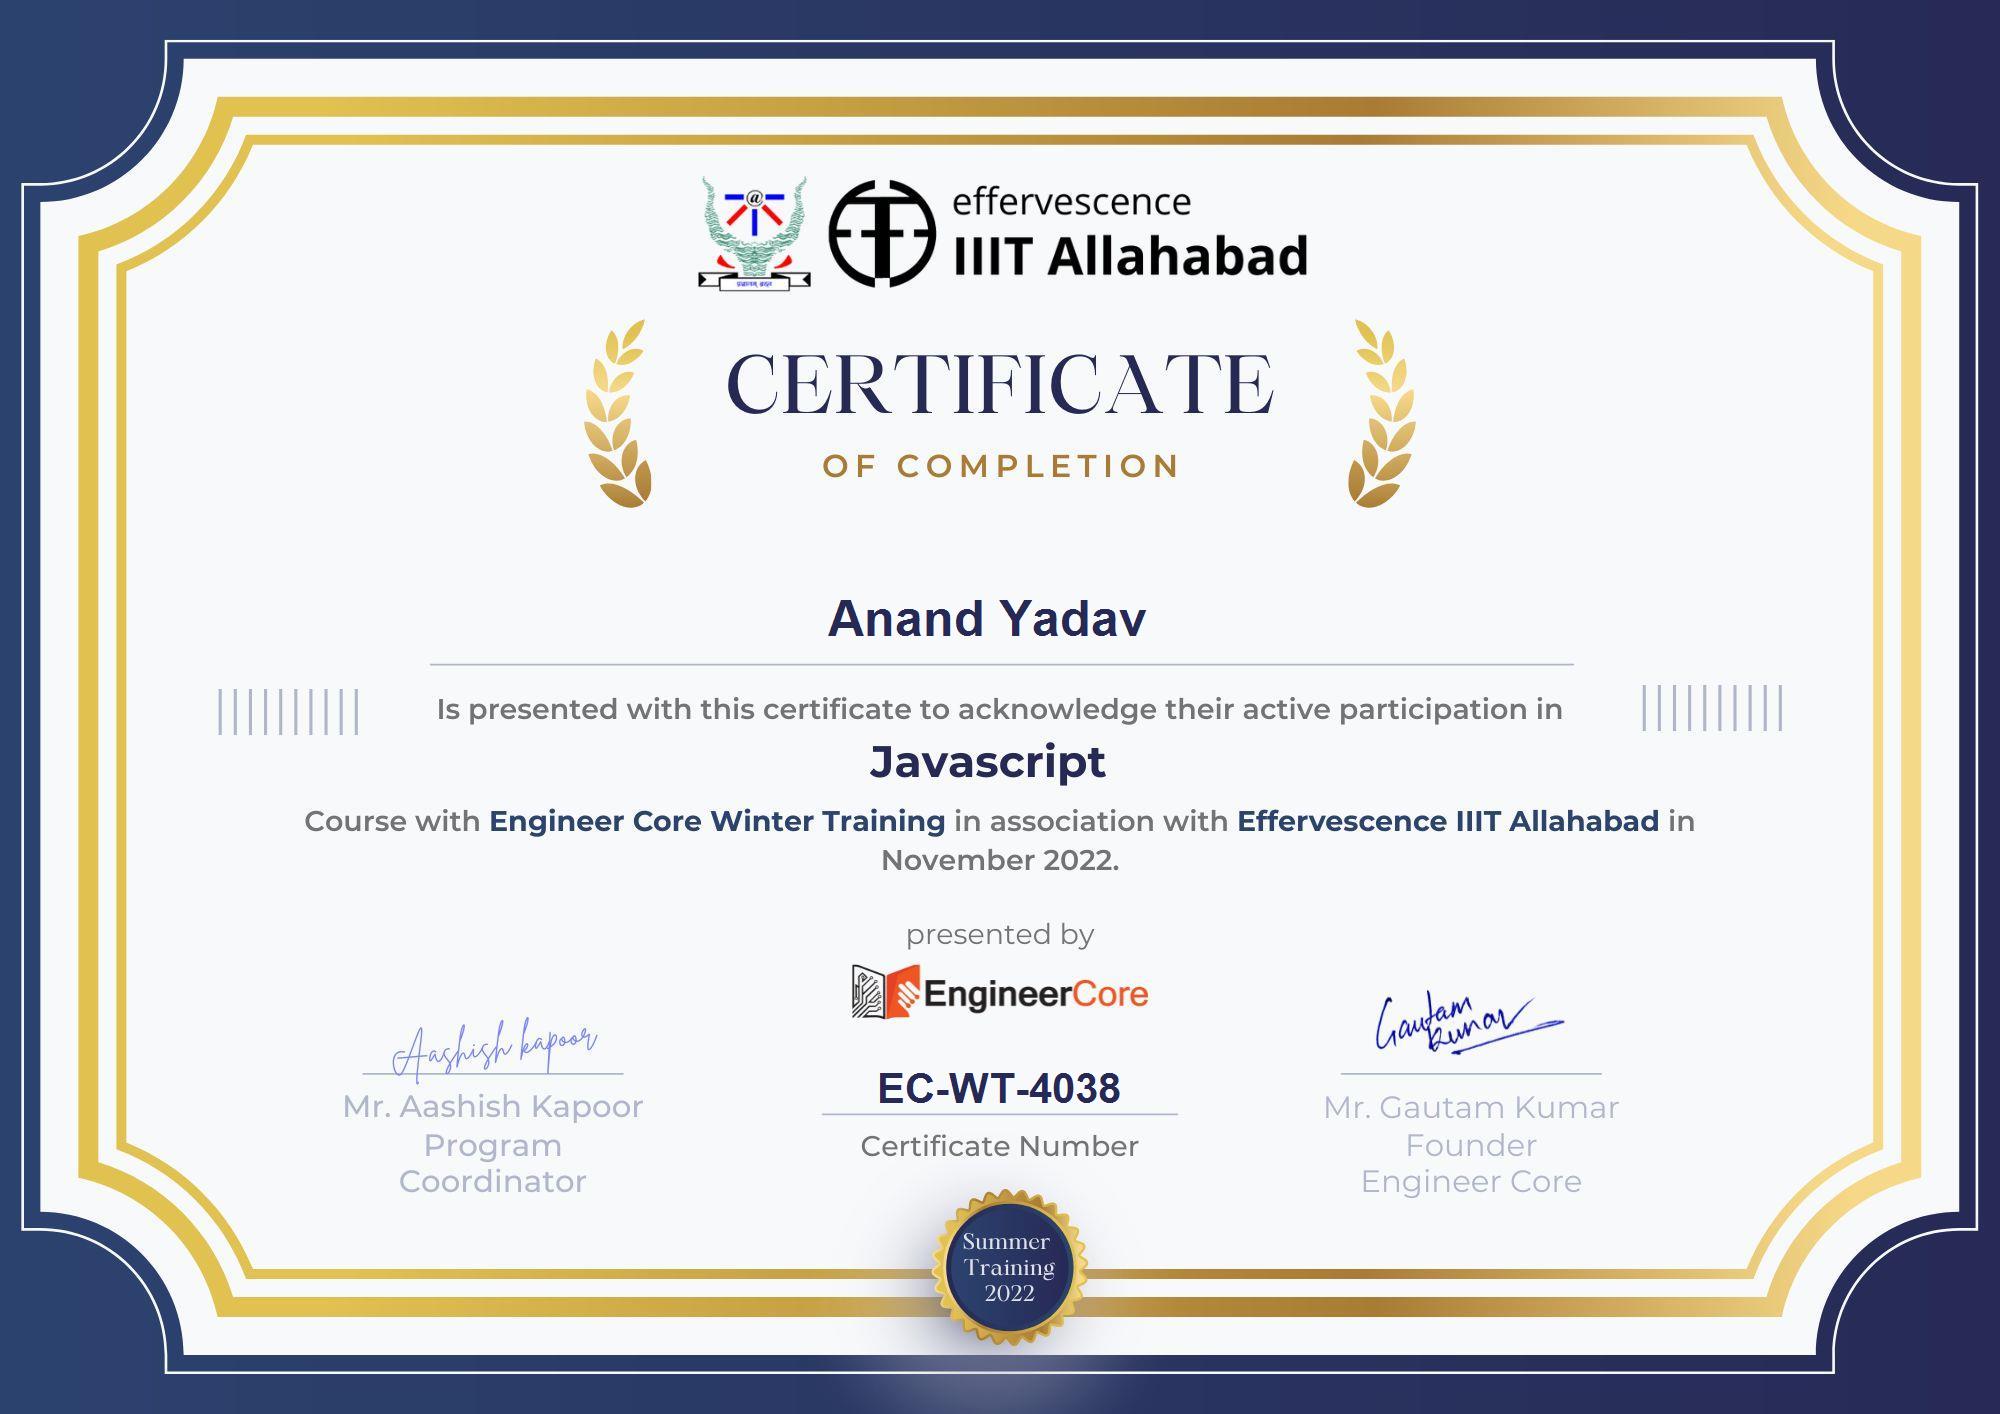 effervescence
IIIT Allahabad
CERTIFICATE
OF COMPLETION
Anand Yadav
Is presented with this certificate to acknowledge their active participation in
Javascript
Course with Engineer Core Winter Training in association with Effervescence IIIT Allahabad in
November 2022.
presented by
EngineerCore
Aashish kapoor
Gautam
Kumar
Mr. Aashish Kapoor
Program
Coordinator
EC-WT-4038
Certificate Number
Mr. Gautam Kumar
Founder
Engineer Core
Summer
Training
2022